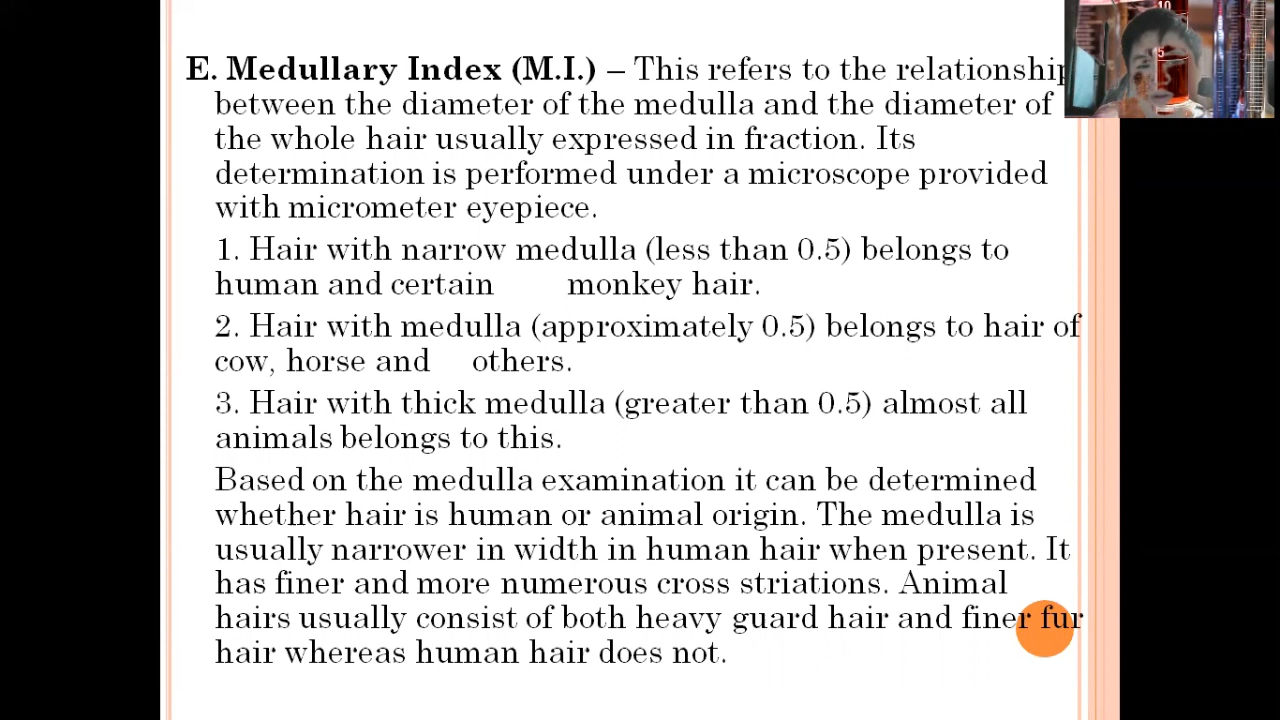 E. Medullary Index (M.I.) – This refers to the relationship
between the diameter of the medulla and the diameter of
the whole hair usually expressed in fraction. Its
determination is performed under a microscope provided
with micrometer eyepiece.
1. Hair with narrow medulla (less than 0.5) belongs to
human and certain monkey hair.
2. Hair with medulla (approximately 0.5) belongs to hair of
cow, horse and others.
3. Hair with thick medulla (greater than 0.5) almost all
animals belongs to this.
Based on the medulla examination it can be determined
whether hair is human or animal origin. The medulla is
usually narrower in width in human hair when present. It
has finer and more numerous cross striations. Animal
hairs usually consist of both heavy guard hair and finer fur
hair whereas human hair does not.
10
5